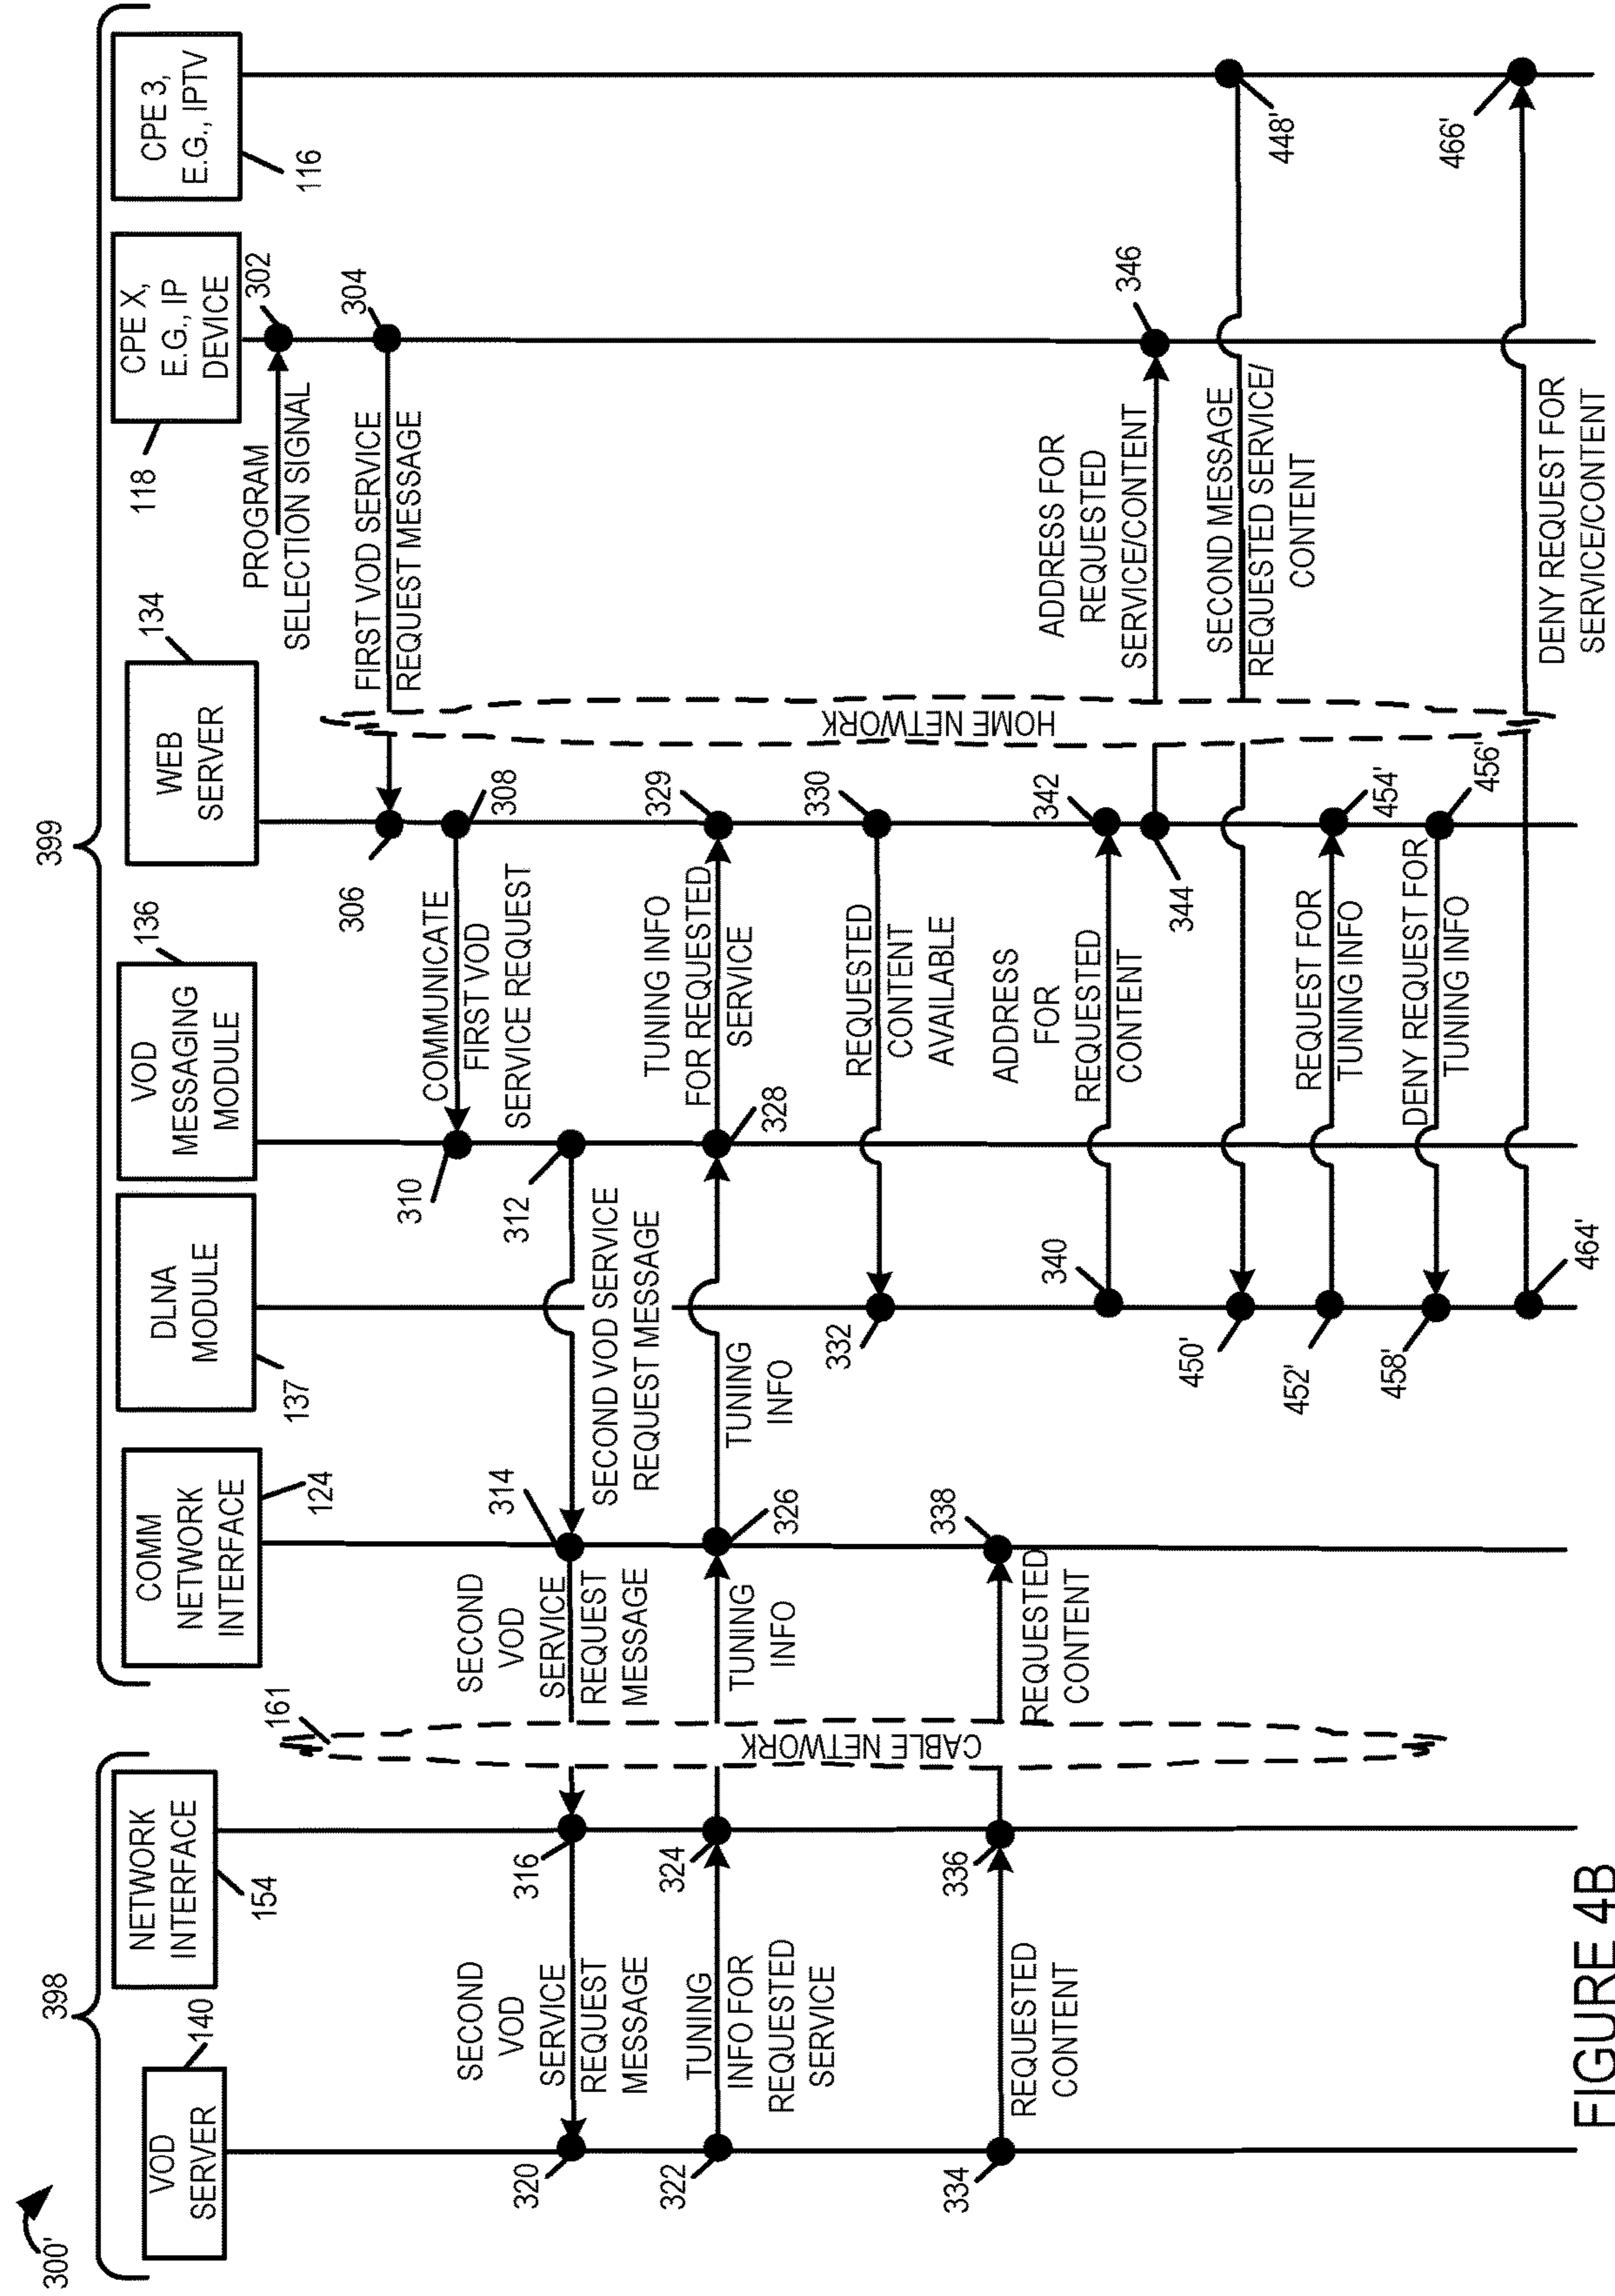 300'
398
399
VOD
SERVER
140
NETWORK
INTERFACE
154
161
COMM
NETWORK
INTERFACE
124
DLNA
MODULE
137
VOD
MESSAGING
MODULE
136
WEB
SERVER
134
CPE X,
E.G., IP
DEVICE
118
CPE 3,
E.G., IPTV
116
PROGRAM
SELECTION SIGNAL
302
304
FIRST VOD SERVICE
REQUEST MESSAGE
306
308
COMMUNICATE
FIRST VOD
SERVICE REQUEST
310
312
SECOND VOD SERVICE
REQUEST MESSAGE
314
SECOND
VOD
SERVICE
REQUEST
MESSAGE
316
SECOND
VOD
SERVICE
REQUEST
MESSAGE
320
322
TUNING
INFO FOR
REQUESTED
SERVICE
324
TUNING
INFO
326
TUNING
INFO
328
TUNING INFO
FOR REQUESTED
SERVICE
329
330
REQUESTED
CONTENT
AVAILABLE
332
334
REQUESTED
CONTENT
336
REQUESTED
CONTENT
338
340
ADDRESS
FOR
REQUESTED
CONTENT
342
344
ADDRESS FOR
REQUESTED
SERVICE/CONTENT
346
448'
SECOND MESSAGE
REQUESTED SERVICE/
CONTENT
450'
452'
REQUEST FOR
TUNING INFO
454'
456'
DENY REQUEST FOR
TUNING INFO
458'
464'
DENY REQUEST FOR
SERVICE/CONTENT
466'
CABLE NETWORK
HOME NETWORK
FIGURE 4B